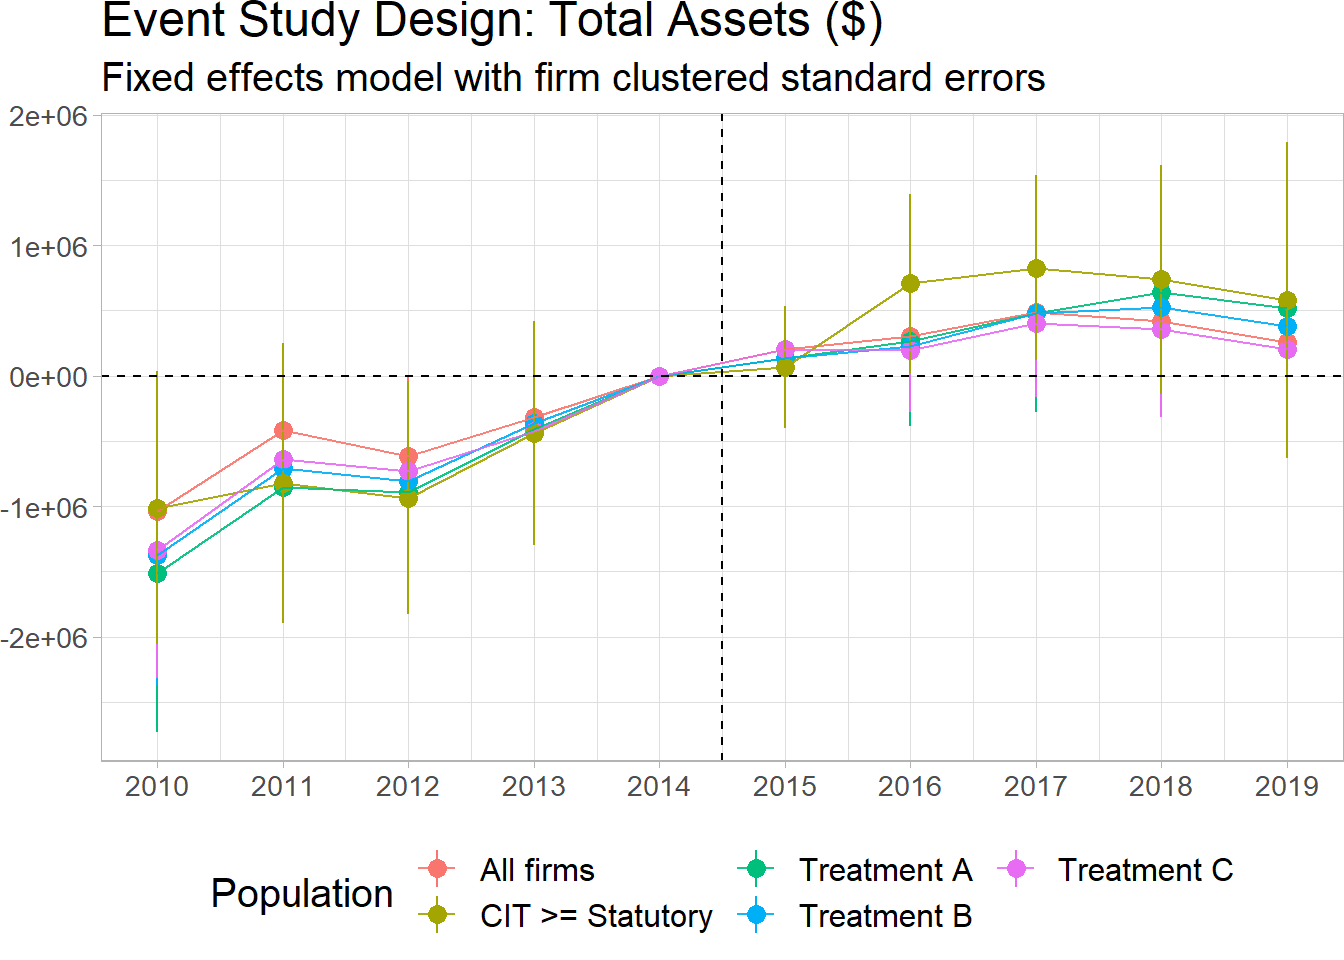 Event Study Design: Total Assets ($)
Fixed effects model with firm clustered standard errors
2e+06
1e+06
0e+00
-1e+06
-2e+06
2010 2011 2012 2013 2014 2015 2016 2017 2018 2019
Population
All firms
CIT >= Statutory
Treatment A
Treatment B
Treatment C